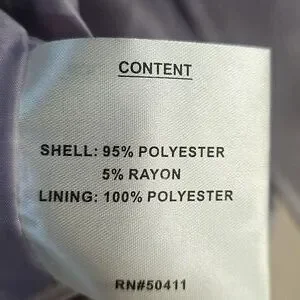 CONTENT
SHELL: 95% POLYESTER
5% RAYON
LINING: 100% POLYESTER
RN#50411